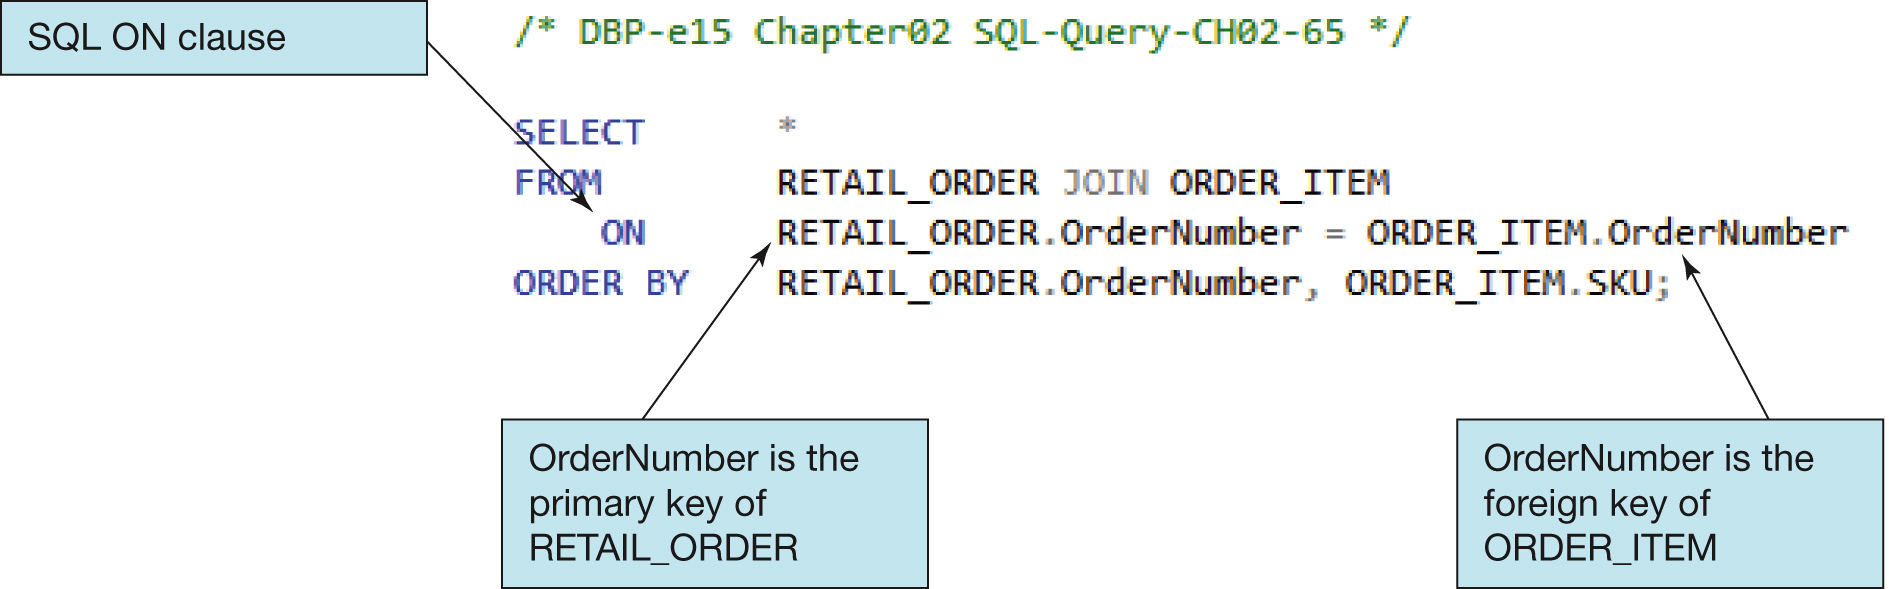 SQL ON clause
/* DBP-e15 Chapter02 SQL-Query-CH02-65 */
SELECT *
FROM RETAIL_ORDER JOIN ORDER_ITEM
ON RETAIL_ORDER.OrderNumber = ORDER_ITEM.OrderNumber
ORDER BY RETAIL_ORDER.OrderNumber, ORDER_ITEM.SKU;
OrderNumber is the
primary key of
RETAIL_ORDER
OrderNumber is the
foreign key of
ORDER_ITEM